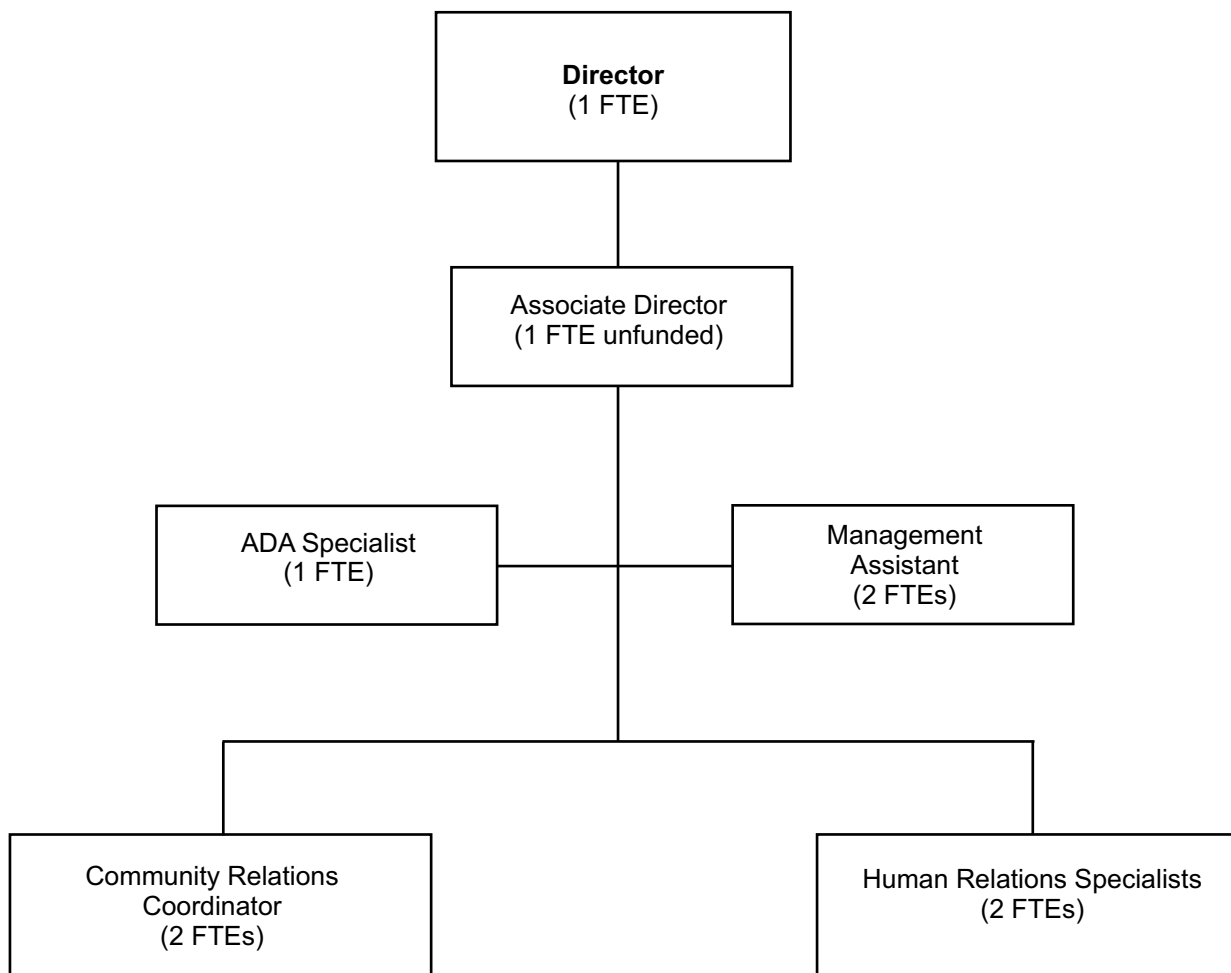 Director
(1 FTE)
Associate Director
(1 FTE unfunded)
ADA Specialist
(1 FTE)
Management
Assistant
(2 FTEs)
Community Relations
Coordinator
(2 FTEs)
Human Relations Specialists
(2 FTEs)